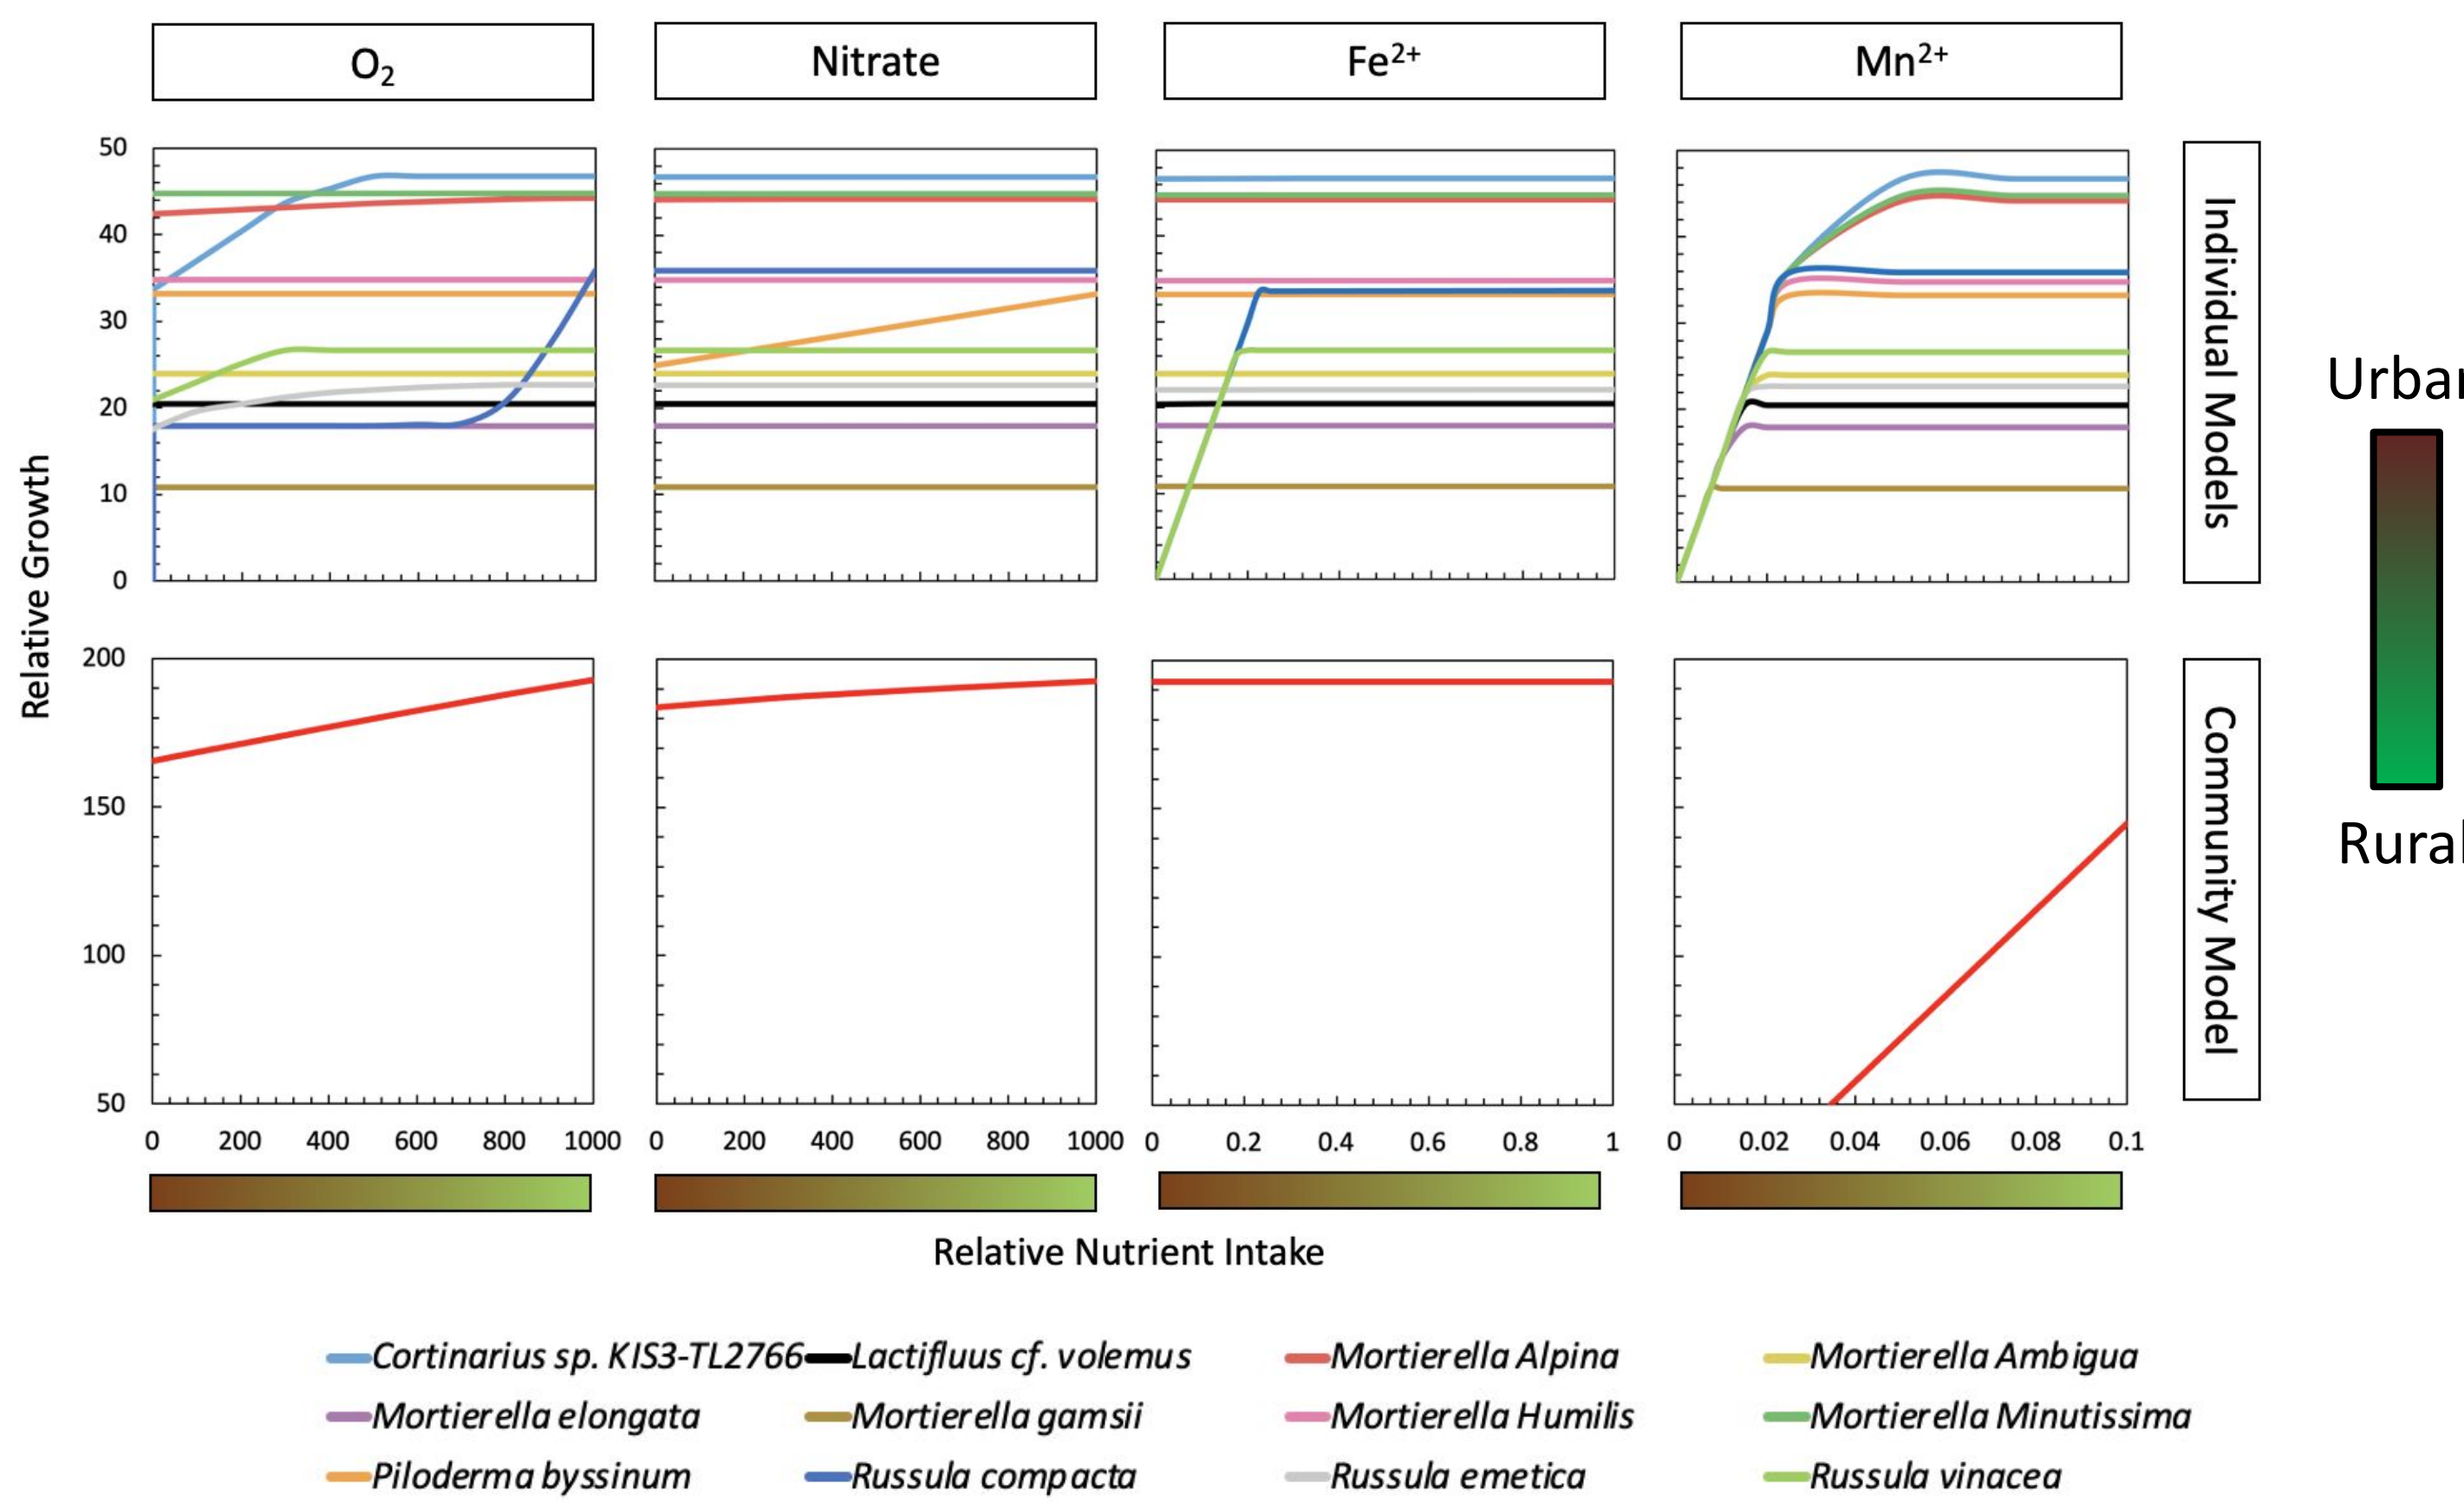 O₂ Nitrate Fe²⁺ Mn²⁺
50
40
30
20
10
0
Individual Models
Relative Growth
200
150
100
50
Community Model
Urban
Rural
0 200 400 600 800 1000 0 200 400 600 800 1000 0 0.2 0.4 0.6 0.8 1 0 0.02 0.04 0.06 0.08 0.1
Relative Nutrient Intake
Cortinarius sp. KIS3-TL2766 Lactifluus cf. volemus Mortierella Alpina Mortierella Ambigua
Mortierella elongata Mortierella gamsii Mortierella Humilis Mortierella Minutissima
Piloderma byssinum Russula compacta Russula emetica Russula vinacea